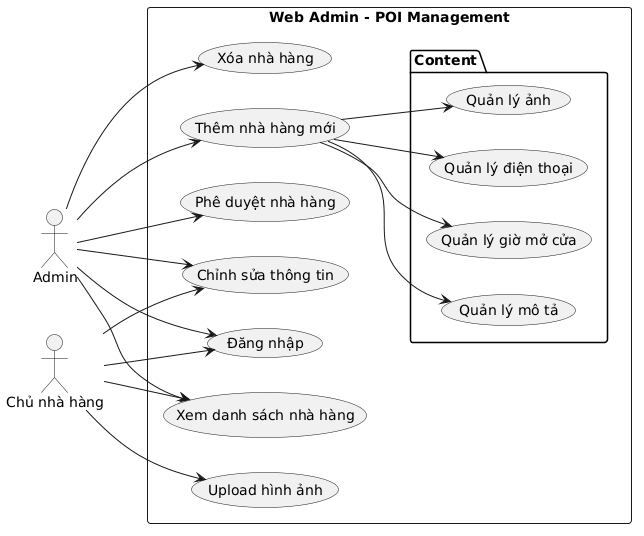 Web Admin - POI Management
Xóa nhà hàng
Content
Quản lý ảnh
Thêm nhà hàng mới
Quản lý điện thoại
Phê duyệt nhà hàng
Quản lý giờ mở cửa
Admin
Chỉnh sửa thông tin
Quản lý mô tả
Đăng nhập
Chủ nhà hàng
Xem danh sách nhà hàng
Upload hình ảnh